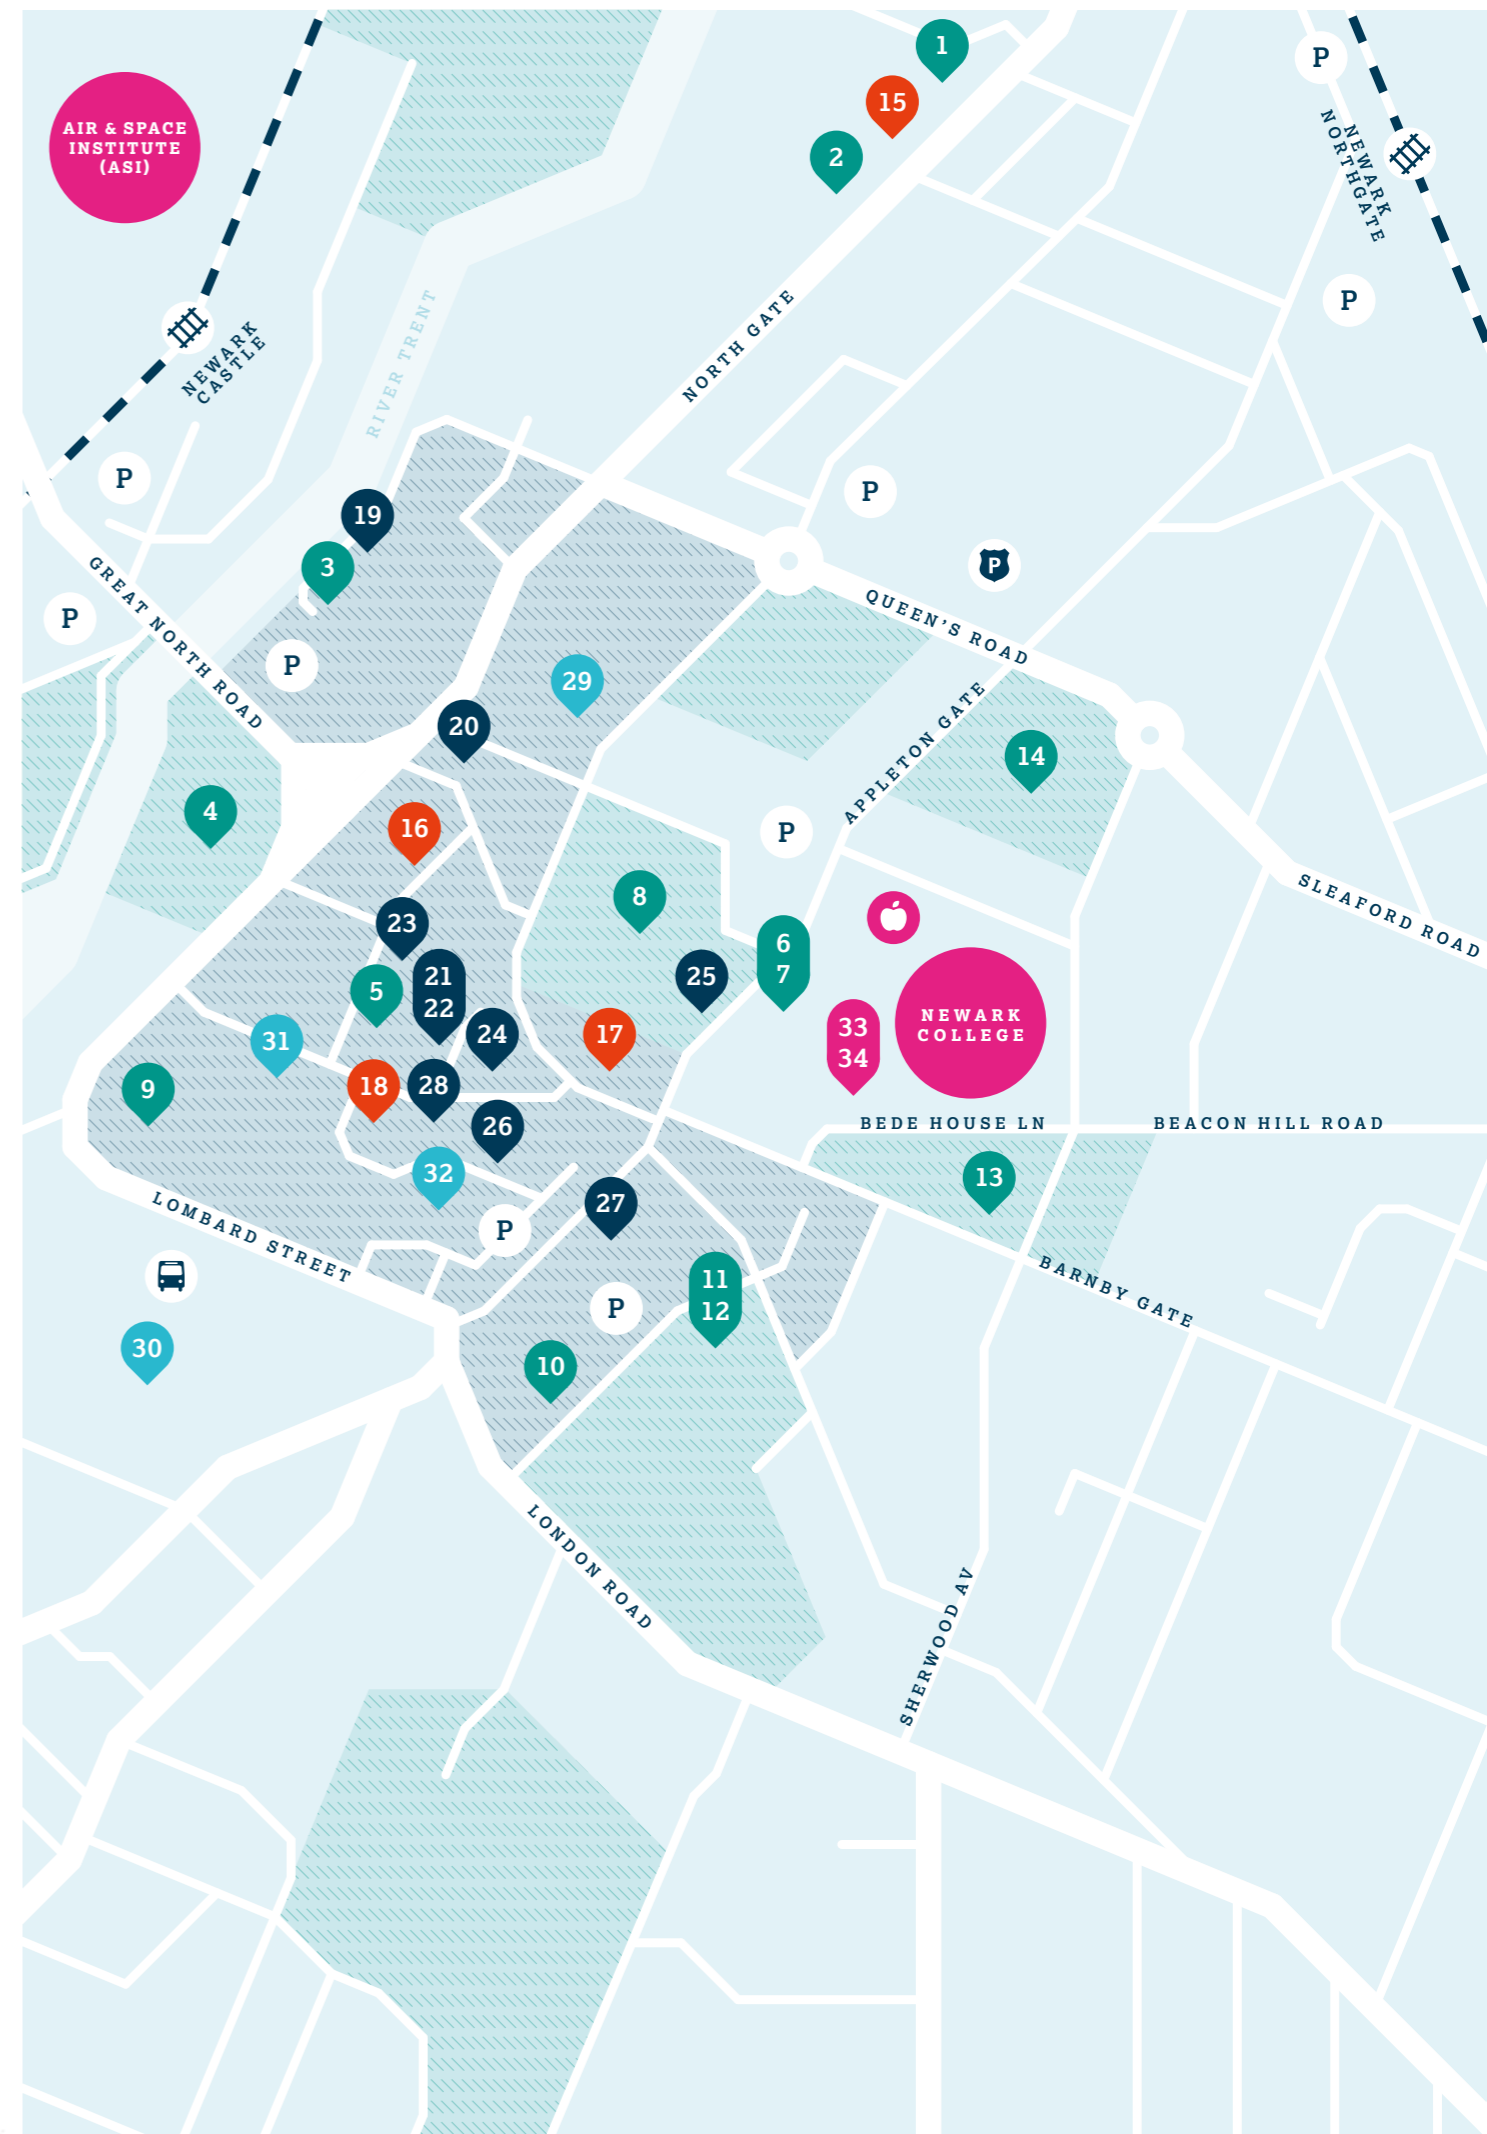 1
P
15
AIR & SPACE
INSTITUTE
(ASI)
2
NEWARK
NORTHGATE
P
NEWARK
CASTLE
RIVER TRENT
NORTH GATE
P
P
19
3
P
P
QUEEN'S ROAD
GREAT NORTH ROAD
P
P
29
20
APPLETON GATE
14
4
16
P
8
SLEAFORD ROAD
23
6
7
25
5
21
22
24
17
31
NEWARK
COLLEGE
33
34
9
18
28
26
BEDE HOUSE LN
BEACON HILL ROAD
32
13
27
LOMBARD STREET
P
BARNBY GATE
11
12
P
30
10
LONDON ROAD
SHERWOOD AV